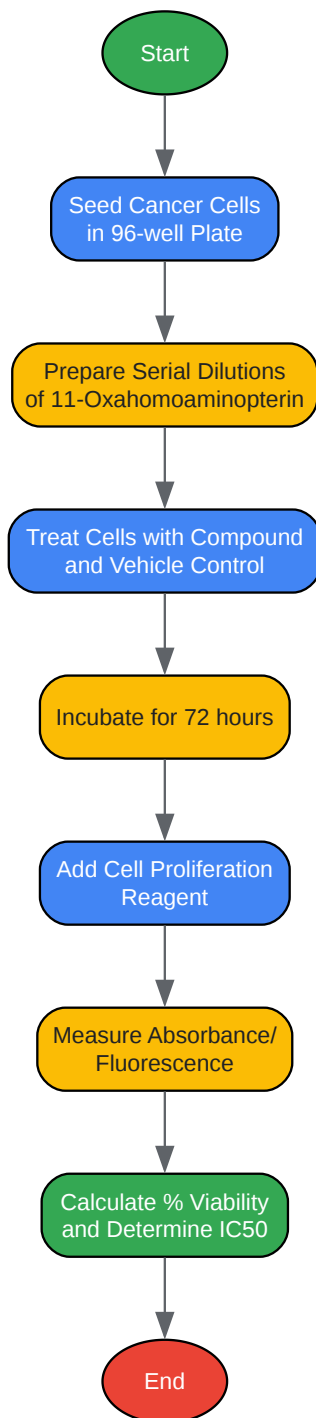 Start
Seed Cancer Cells
in 96-well Plate
Prepare Serial Dilutions
of 11-Oxahomoaminopterin
Treat Cells with Compound
and Vehicle Control
Incubate for 72 hours
Add Cell Proliferation
Reagent
Measure Absorbance/
Fluorescence
Calculate % Viability
and Determine IC50
End